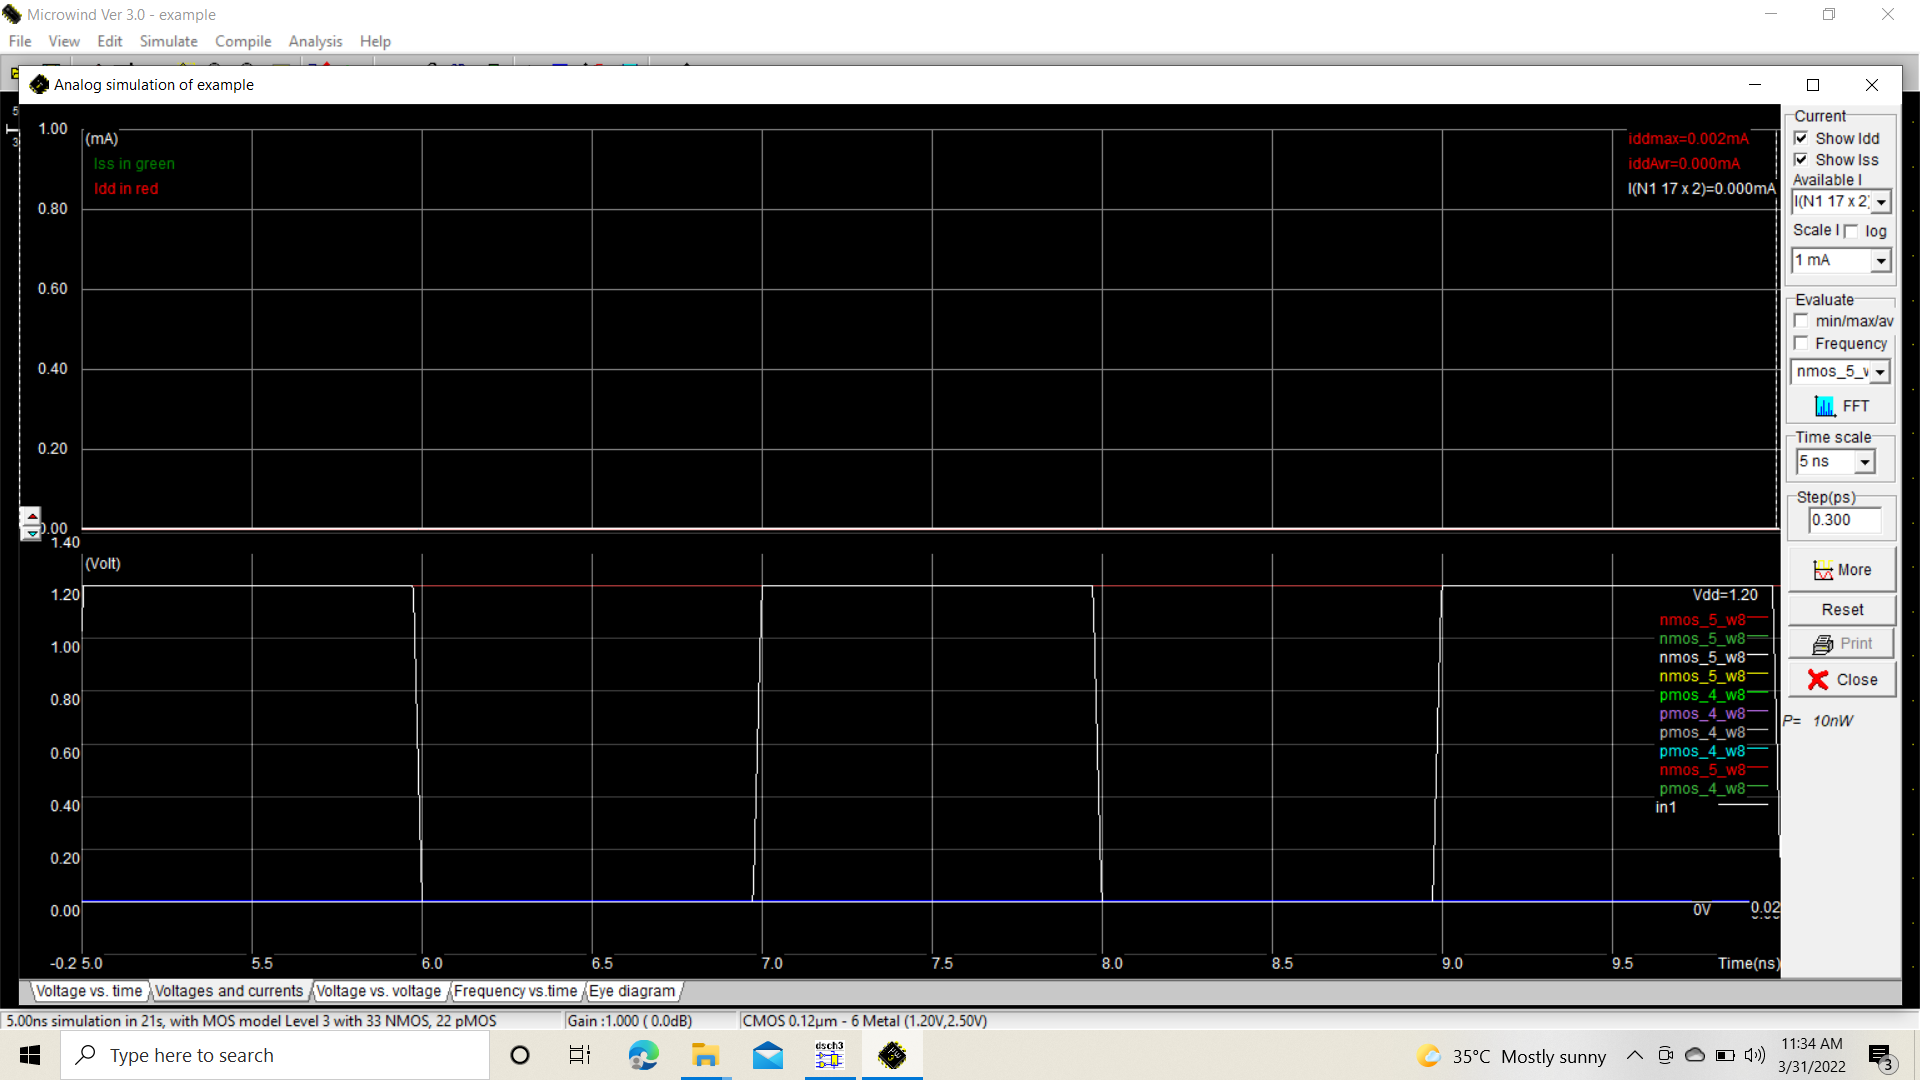 Microwind Ver 3.0 - example
File View Edit Simulate Compile Analysis Help
Analog simulation of example
1.00
(mA)
Iss in green
Idd in red
0.80
0.60
0.40
0.20
0.00
iddmax=0.002mA
iddAvr=0.000mA
I(N1 17 x 2)=0.000mA
1.40
(Volt)
1.20
1.00
0.80
0.60
0.40
0.20
0.00
-0.2
5.0 5.5 6.0 6.5 7.0 7.5 8.0 8.5 9.0 9.5 Time(ns)
Vdd=1.20
nmos_5_w8
nmos_5_w8
nmos_5_w8
nmos_5_w8
pmos_4_w8
pmos_4_w8
pmos_4_w8
pmos_4_w8
nmos_5_w8
pmos_4_w8
in1
0V 0.02
Current
Show Idd
Show Iss
Available I
I(N1 17 x 2)
Scale I log
1 mA
Evaluate
min/max/av
Frequency
nmos_5_w
FFT
Time scale
5 ns
Step(ps)
0.300
More
Reset
Print
Close
P= 10nW
Voltage vs. time Voltages and currents Voltage vs. voltage Frequency vs.time Eye diagram
5.00ns simulation in 21s, with MOS model Level 3 with 33 NMOS, 22 pMOS Gain :1.000 ( 0.0dB) CMOS 0.12µm - 6 Metal (1.20V,2.50V)
Type here to search
dsch3
35°C Mostly sunny
11:34 AM
3/31/2022
3